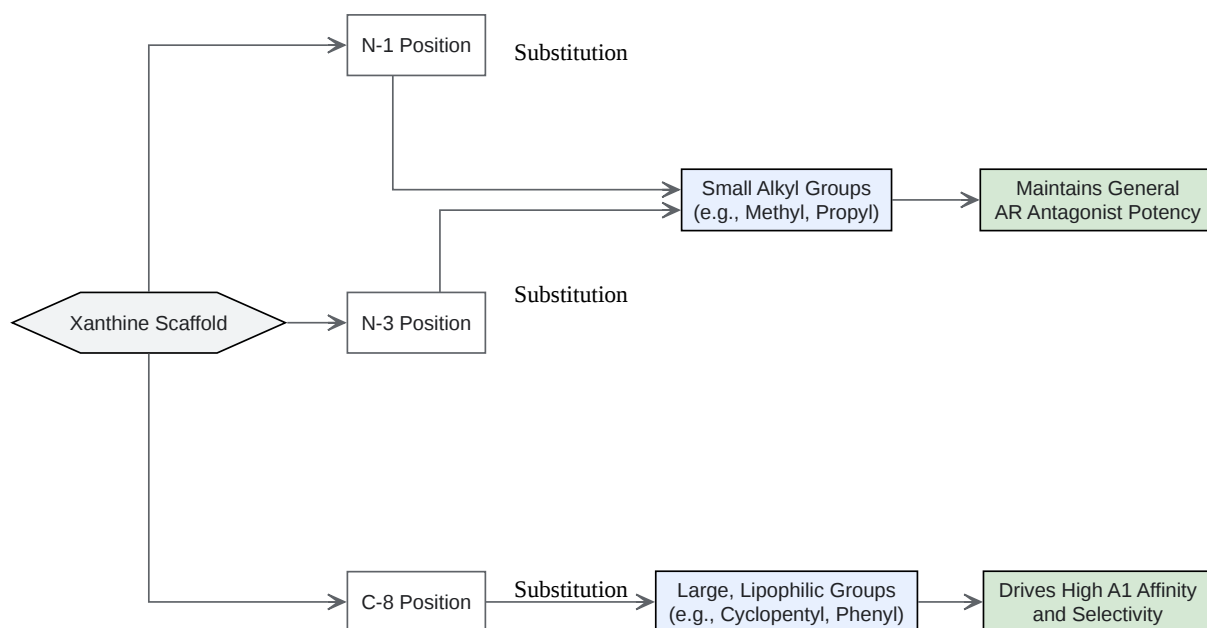 N-1 Position
Substitution
Small Alkyl Groups
(e.g., Methyl, Propyl)
Maintains General
AR Antagonist Potency
Xanthine Scaffold
N-3 Position
Substitution
C-8 Position
Substitution
Large, Lipophilic Groups
(e.g., Cyclopentyl, Phenyl)
Drives High A1 Affinity
and Selectivity